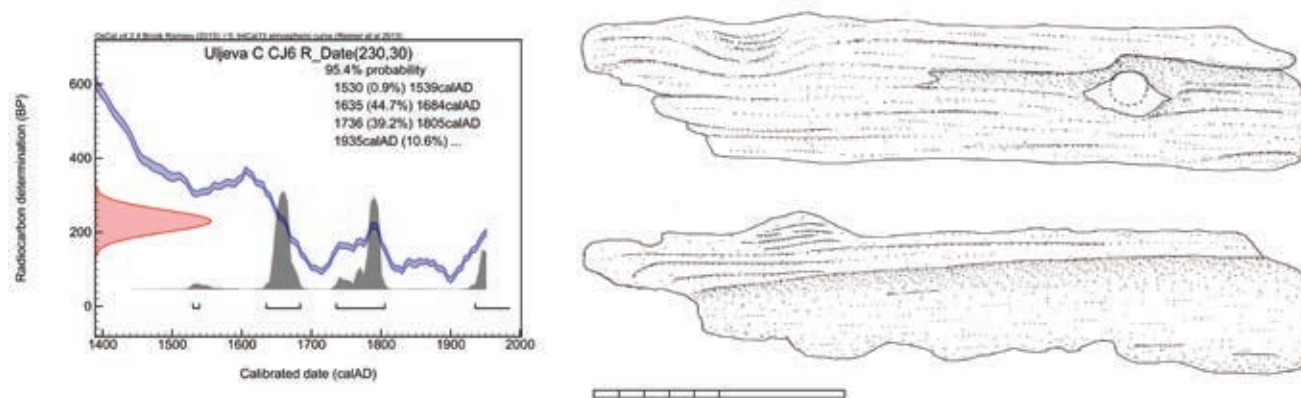 OxCal v4.2.4 Bronk Ramsey (2013); r:5 IntCal13 atmospheric curve (Reimer et al 2013)
Uljeva C CJ6 R_Date(230,30)
95.4% probability
1530 (0.9%) 1539calAD
1635 (44.7%) 1684calAD
1736 (39.2%) 1805calAD
1935calAD (10.6%) ...
Radiocarbon determination (BP)
600
400
200
0
1400 1500 1600 1700 1800 1900 2000
Calibrated date (calAD)